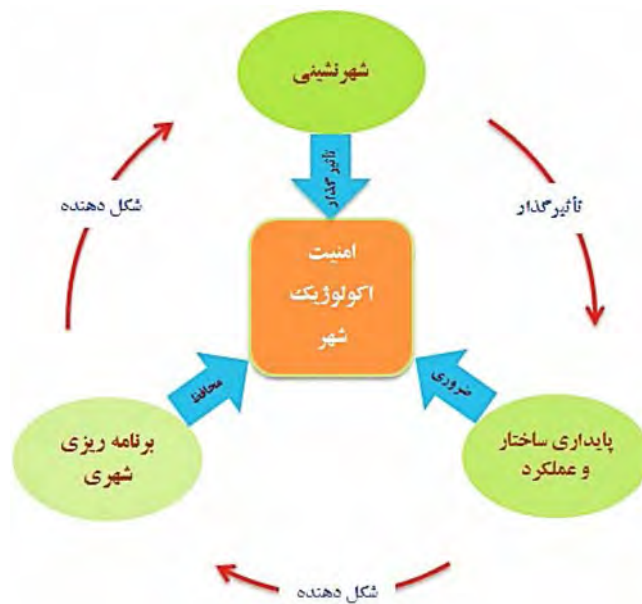 شهرنشینی
تأثیرگذار
شکل دهنده
تأثیرگذار
امنیت
اکولوژیک
شهر
محافظ
ضروری
برنامه ریزی
شهری
پایداری ساختار
و عملکرد
شکل دهنده